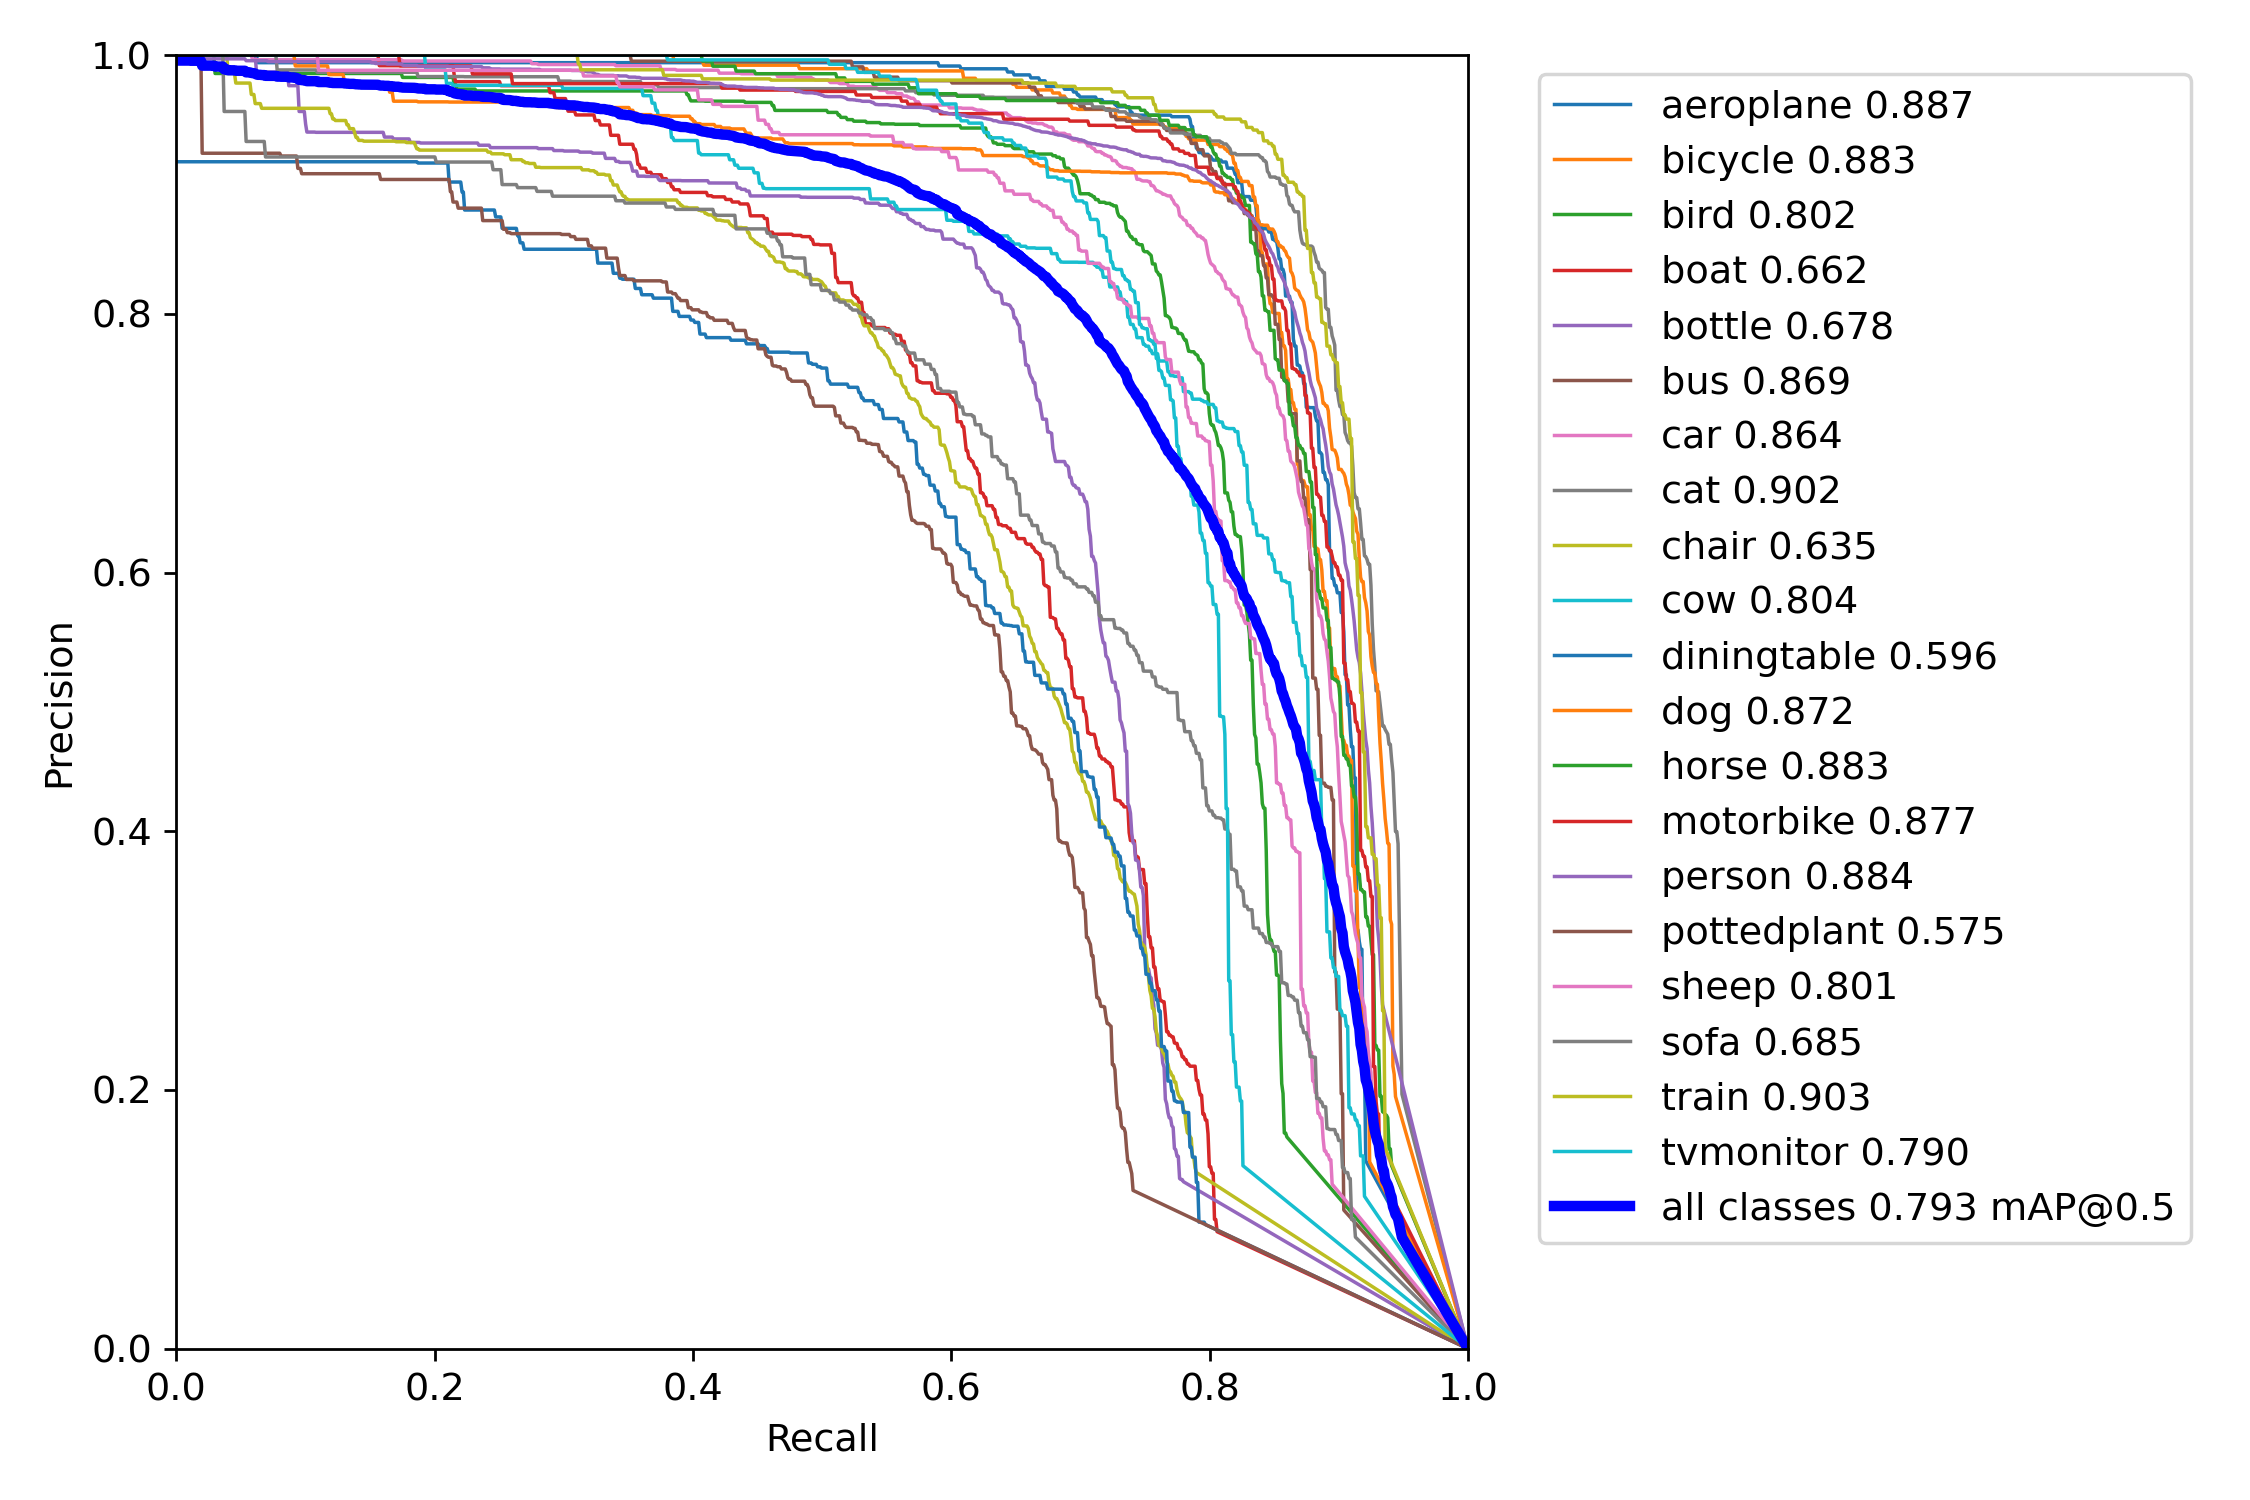 1.0
0.8
0.6
0.4
0.2
0.0
Precision
0.0 0.2 0.4 0.6 0.8 1.0
Recall
aeroplane 0.887
bicycle 0.883
bird 0.802
boat 0.662
bottle 0.678
bus 0.869
car 0.864
cat 0.902
chair 0.635
cow 0.804
diningtable 0.596
dog 0.872
horse 0.883
motorbike 0.877
person 0.884
pottedplant 0.575
sheep 0.801
sofa 0.685
train 0.903
tvmonitor 0.790
all classes 0.793 mAP@0.5